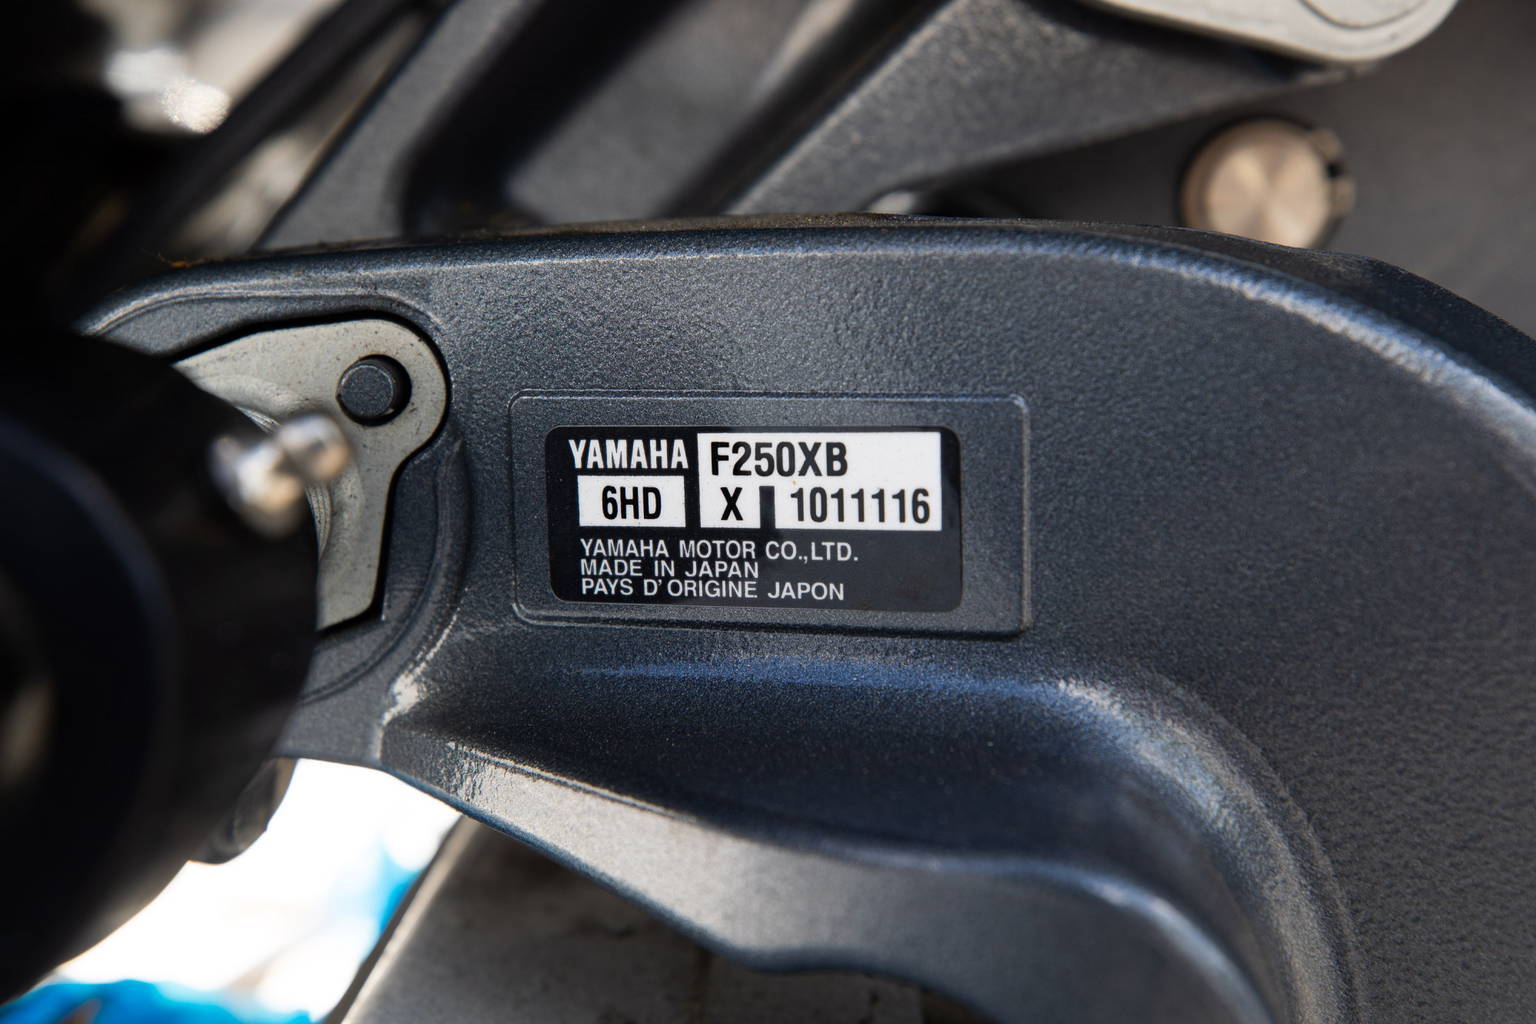 YAMAHA F250XB
6HD X 1011116
YAMAHA MOTOR CO.,LTD.
MADE IN JAPAN
PAYS D'ORIGINE JAPON